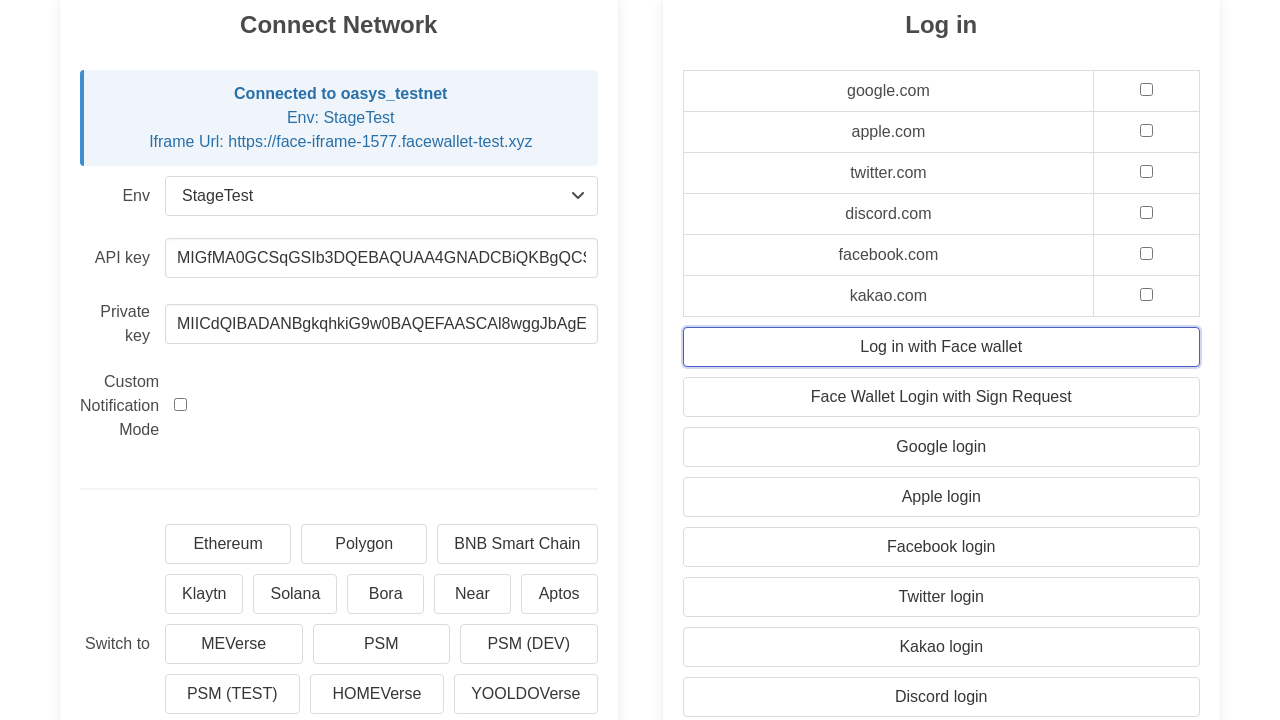 Connect Network
Connected to oasys_testnet
Env: StageTest
Iframe Url: https://face-iframe-1577.facewallet-test.xyz
Env
StageTest
API key
MIGfMA0GCSqGSIb3DQEBAQUAA4GNADCBiQKBgQCS
Private
key
MIICdQIBADANBgkqhkiG9w0BAQEFAASCAl8wggJbAgE
Custom
Notification
Mode
Ethereum
Polygon
BNB Smart Chain
Klaytn
Solana
Bora
Near
Aptos
Switch to
MEVerse
PSM
PSM (DEV)
PSM (TEST)
HOMEVerse
YOOLDOVerse
Log in
google.com
apple.com
twitter.com
discord.com
facebook.com
kakao.com
Log in with Face wallet
Face Wallet Login with Sign Request
Google login
Apple login
Facebook login
Twitter login
Kakao login
Discord login